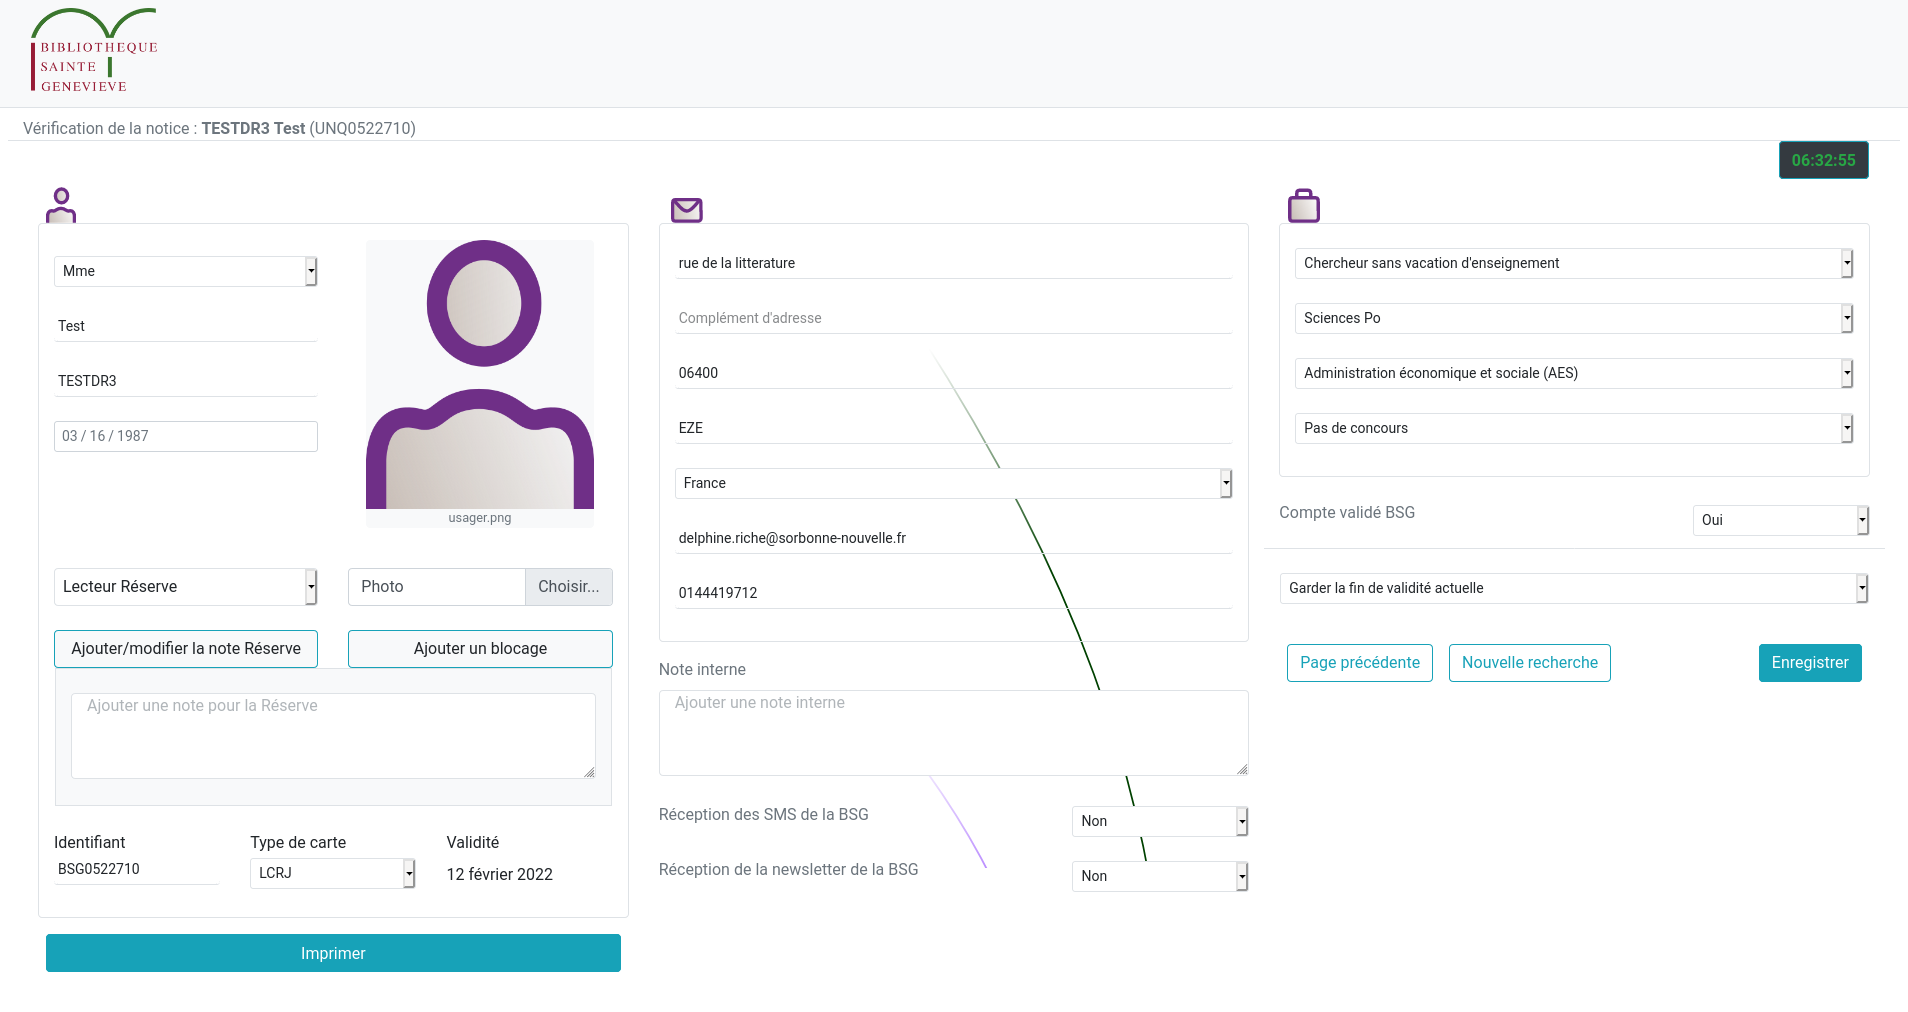 BIBLIOTHEQUE
SAINTE
GENEVIEVE
Vérification de la notice : TESTDR3 Test (UNQ0522710)
06:32:55
Mme
Test
TESTDR3
03 / 16 / 1987
usager.png
Lecteur Réserve
Photo Choisir...
Ajouter/modifier la note Réserve
Ajouter un blocage
Ajouter une note pour la Réserve
Identifiant Type de carte Validité
BSG0522710 LCRJ 12 février 2022
Imprimer
rue de la litterature
Complément d'adresse
06400
EZE
France
delphine.riche@sorbonne-nouvelle.fr
0144419712
Note interne
Ajouter une note interne
Réception des SMS de la BSG Non
Réception de la newsletter de la BSG Non
Chercheur sans vacation d'enseignement
Sciences Po
Administration économique et sociale (AES)
Pas de concours
Compte validé BSG Oui
Garder la fin de validité actuelle
Page précédente Nouvelle recherche Enregistrer